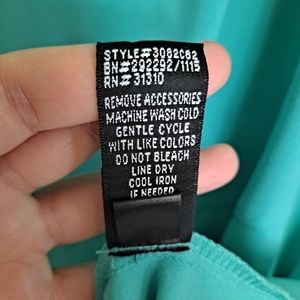 STYLE#3082C82
BN#292292/1115
RN#31310
REMOVE ACCESSORIES
MACHINE WASH COLD
GENTLE CYCLE
WITH LIKE COLORS
DO NOT BLEACH
LINE DRY
COOL IRON
IF NEEDED